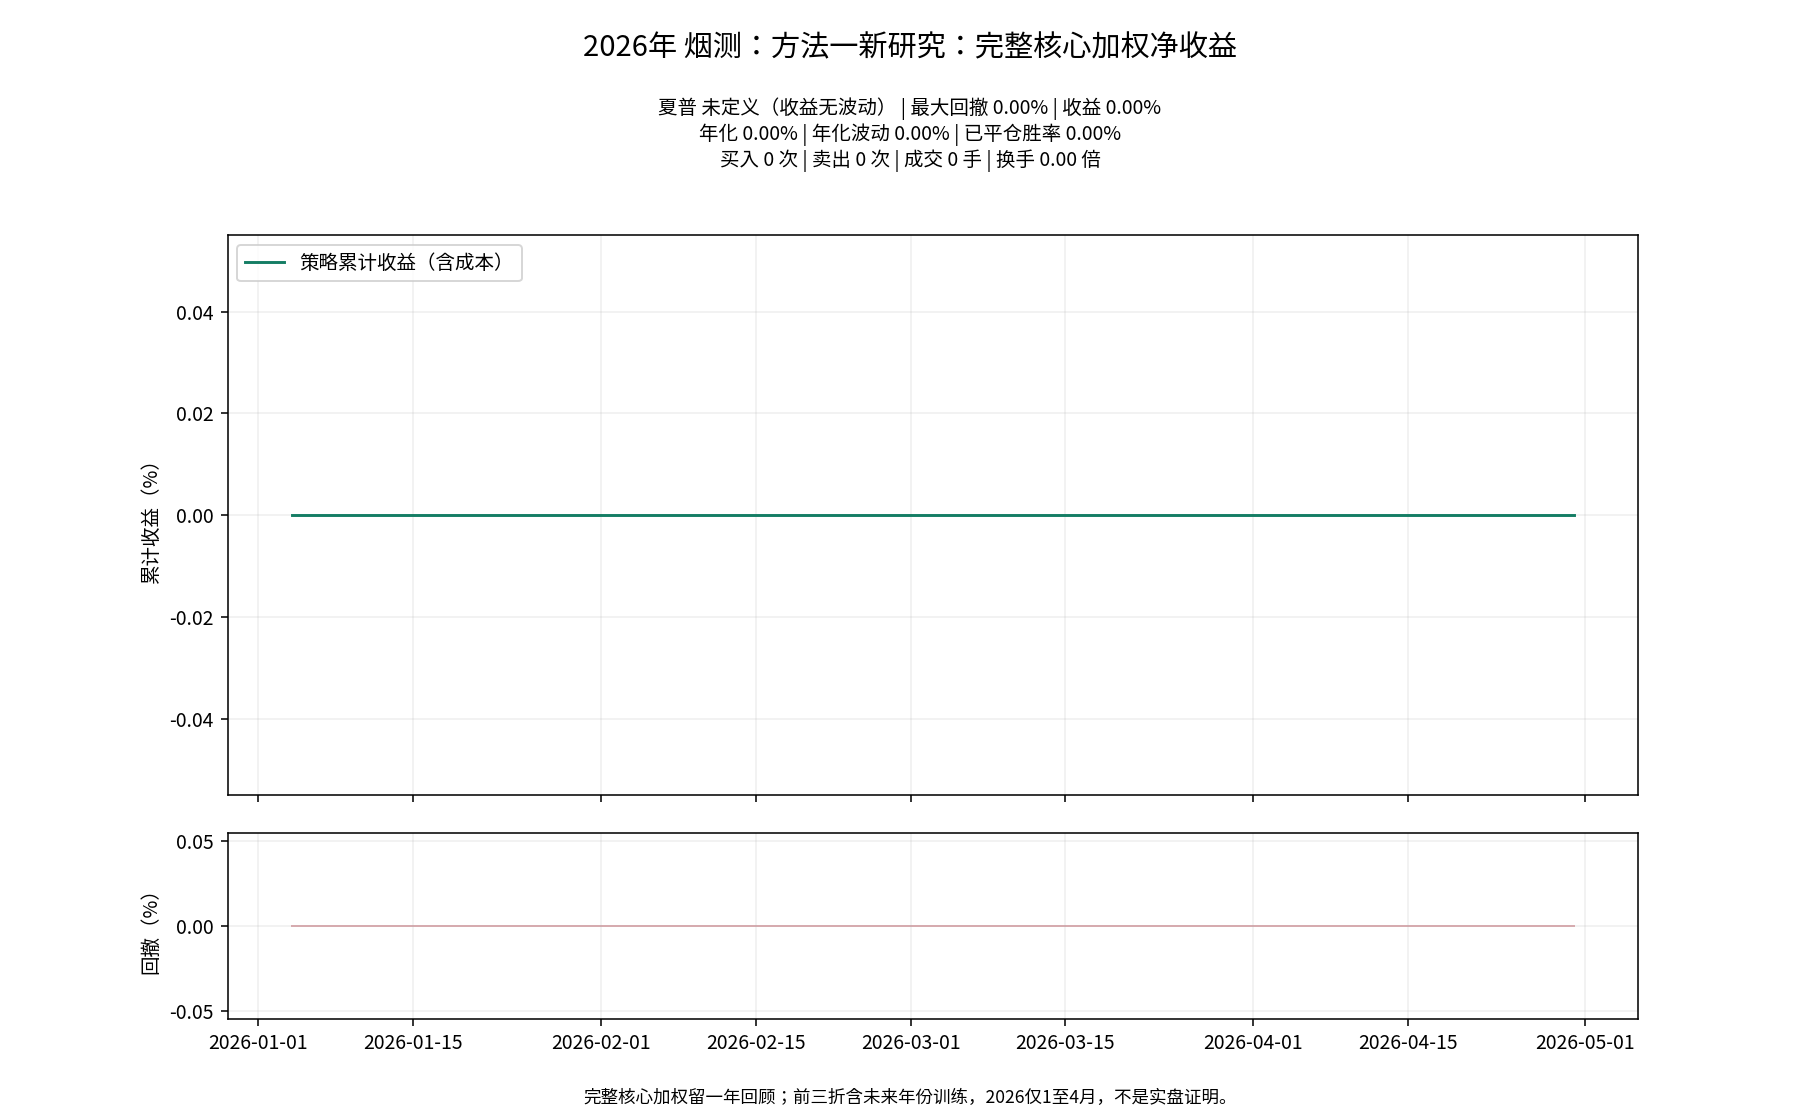 2026年 烟测：方法一新研究：完整核心加权净收益
夏普 未定义（收益无波动） | 最大回撤 0.00% | 收益 0.00%
年化 0.00% | 年化波动 0.00% | 已平仓胜率 0.00%
买入 0 次 | 卖出 0 次 | 成交 0 手 | 换手 0.00 倍
策略累计收益（含成本）
累计收益（%）
0.04
0.02
0.00
-0.02
-0.04
回撤（%）
0.05
0.00
-0.05
2026-01-01 2026-01-15 2026-02-01 2026-02-15 2026-03-01 2026-03-15 2026-04-01 2026-04-15 2026-05-01
完整核心加权留一年回顾；前三折含未来年份训练，2026仅1至4月，不是实盘证明。